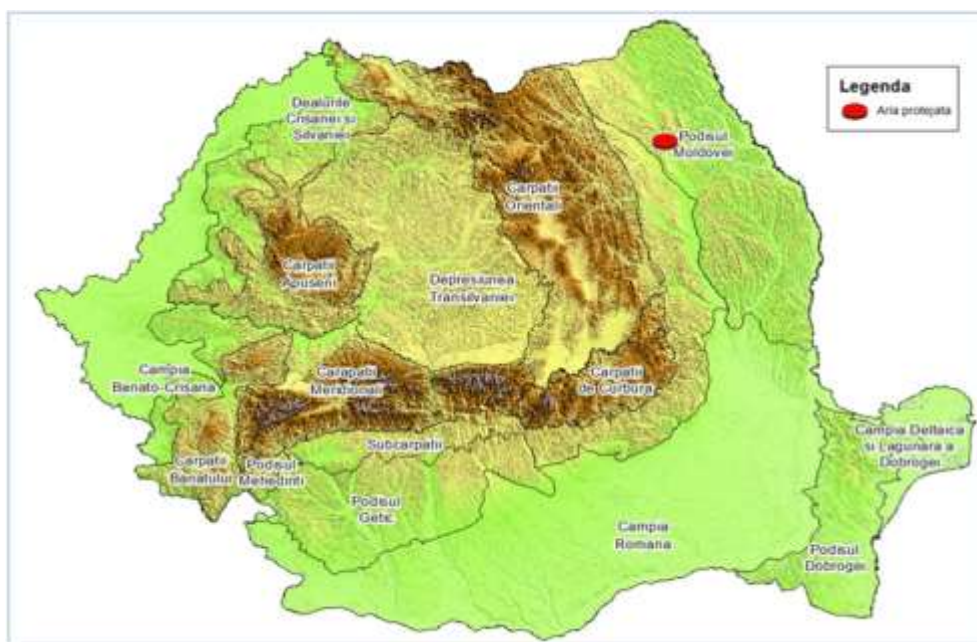 Legenda
Aria protejata
Dealurile
Crisanei si
Silvaniei
Podisul
Moldovei
Carpatii
Orientali
Carpatii
Apuseni
Depresiunea
Transilvaniei
Campia
Banato-Crisana
Carapatii
Meridionali
Carpatii
de Curbura
Subcarpatii
Campia Deltaica
si Lagunara a
Dobrogei
Carpatii
Banatului
Podisul
Mehedinti
Podisul
Getic
Campia
Romana
Podisul
Dobrogei